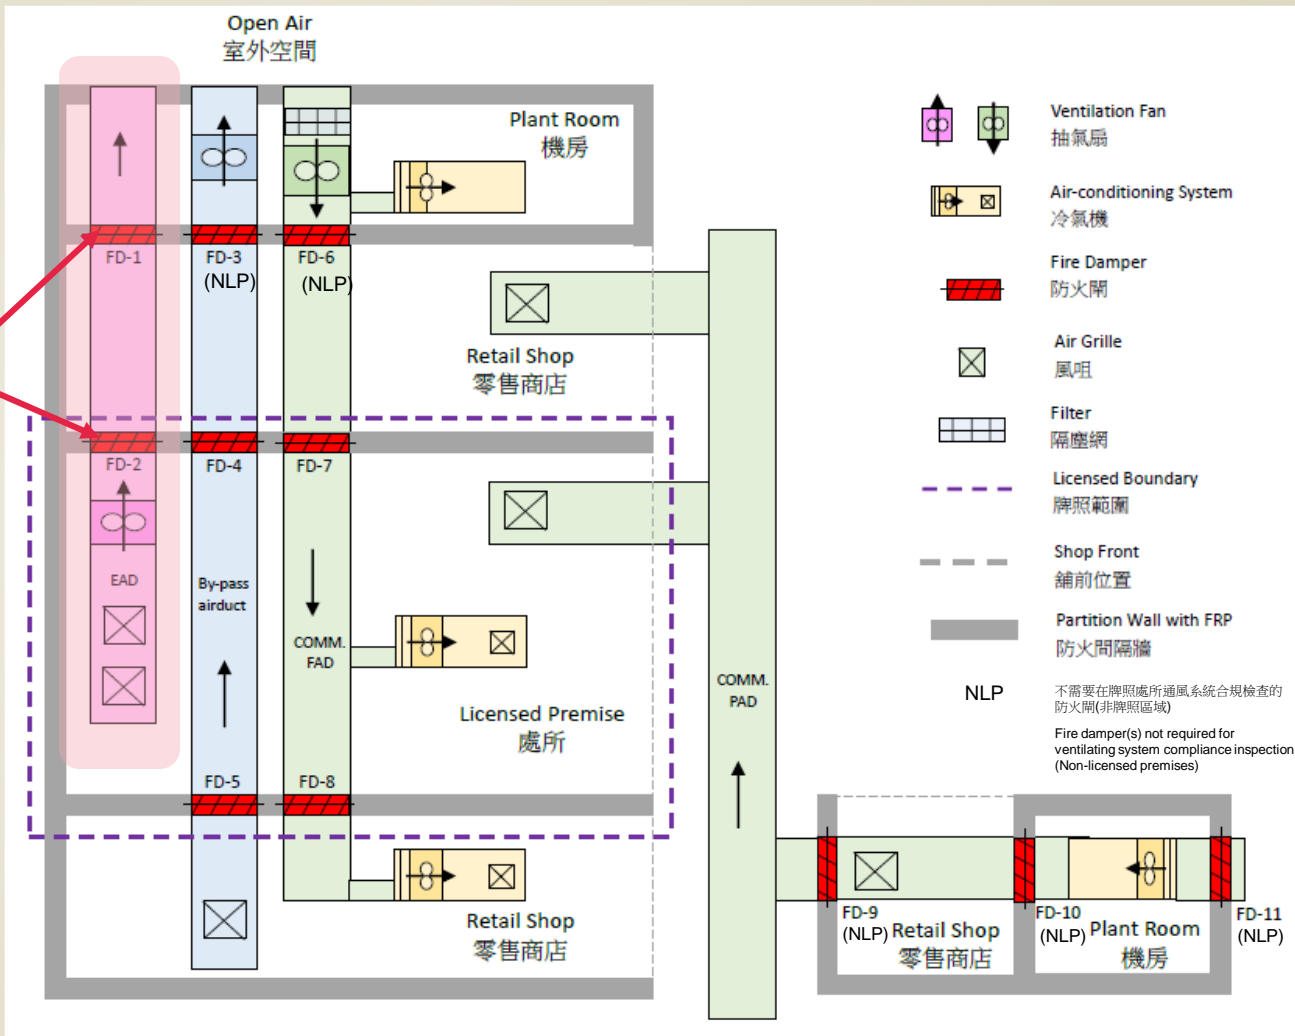 Open Air
室外空間
Plant Room
機房
FD-1
FD-3
(NLP)
FD-6
(NLP)
Retail Shop
零售商店
FD-2
FD-4
FD-7
EAD
By-pass
airduct
COMM.
FAD
Licensed Premise
處所
FD-5
FD-8
Retail Shop
零售商店
COMM.
PAD
FD-9
(NLP)
Retail Shop
零售商店
FD-10
(NLP)
Plant Room
機房
FD-11
(NLP)
Ventilation Fan
抽氣扇
Air-conditioning System
冷氣機
Fire Damper
防火閘
Air Grille
風咀
Filter
隔塵網
Licensed Boundary
牌照範圍
Shop Front
舖前位置
Partition Wall with FRP
防火間隔牆
NLP
不需要在牌照處所通風系統合規檢查的
防火閘(非牌照區域)
Fire damper(s) not required for
ventilating system compliance inspection
(Non-licensed premises)